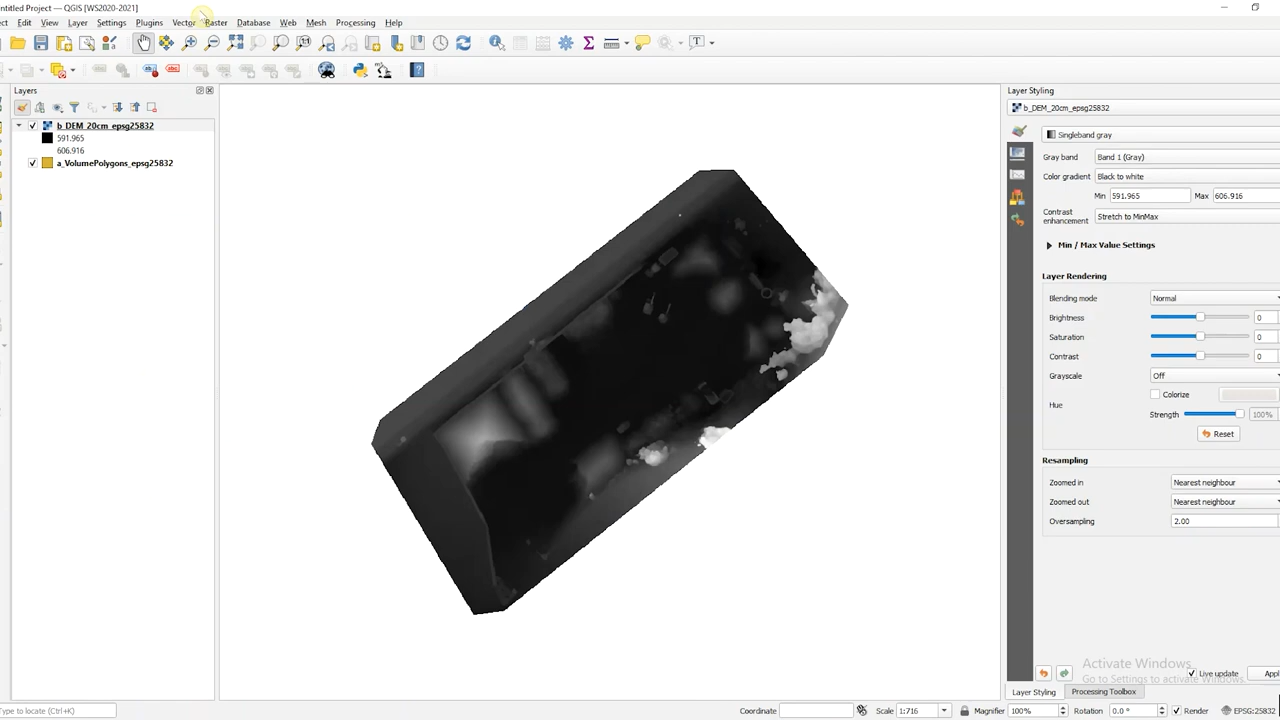 ntitled Project — QGIS [WS2020-2021]
ect Edit View Layer Settings Plugins Vector Raster Database Web Mesh Processing Help
Layers
b_DEM_20cm_epsg25832
591.965
606.916
a_VolumePolygons_epsg25832
Layer Styling
b_DEM_20cm_epsg25832
Singleband gray
Gray band Band 1 (Gray)
Color gradient Black to white
Min 591.965 Max 606.916
Contrast enhancement Stretch to MinMax
Min / Max Value Settings
Layer Rendering
Blending mode Normal
Brightness 0
Saturation 0
Contrast 0
Grayscale Off
Hue Colorize
Strength 100%
Reset
Resampling
Zoomed in Nearest neighbour
Zoomed out Nearest neighbour
Oversampling 2.00
Activate Windows
Go to Settings to activate Windows.
Live update Appl
Layer Styling Processing Toolbox
Type to locate (Ctrl+K) Coordinate Scale 1:716 Magnifier 100% Rotation 0.0 ° Render EPSG:25832